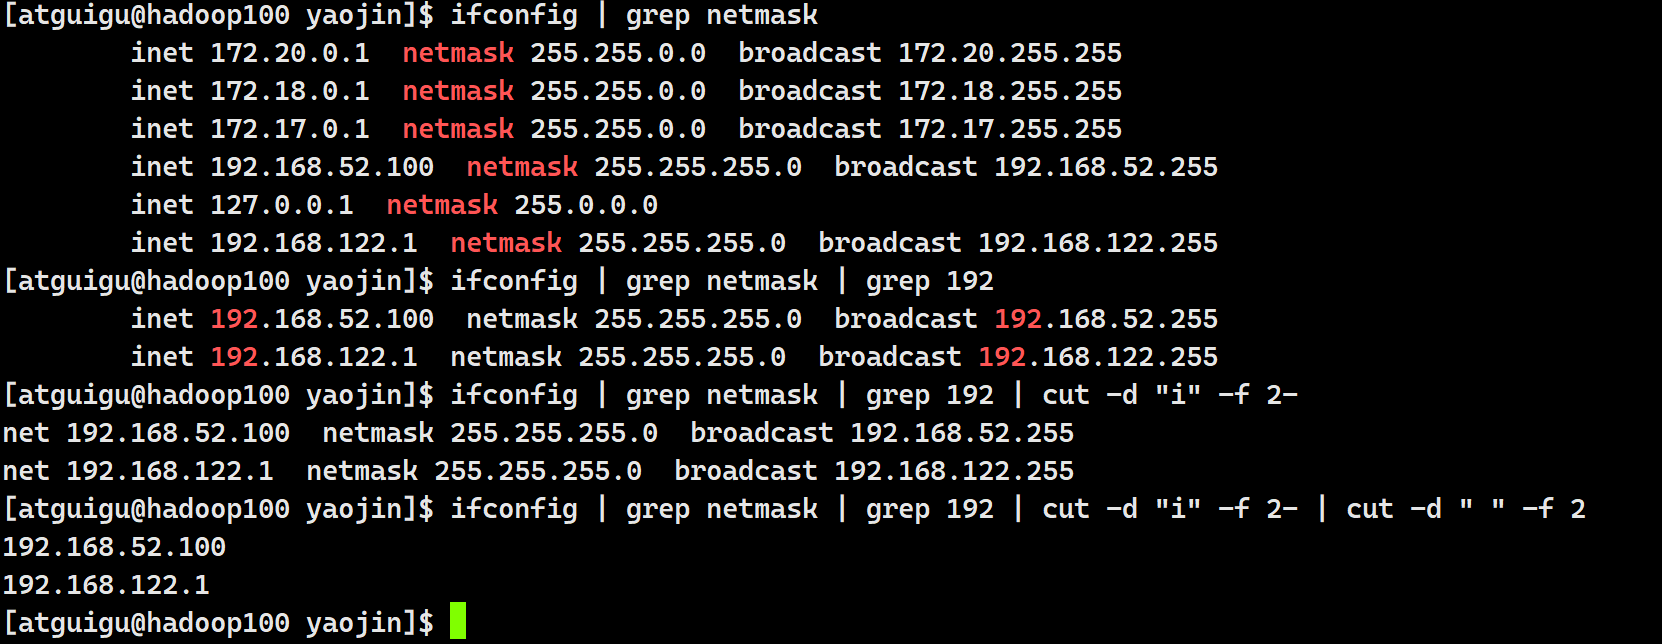 [atguigu@hadoop100 yaojin]$ ifconfig | grep netmask
        inet 172.20.0.1  netmask 255.255.0.0  broadcast 172.20.255.255
        inet 172.18.0.1  netmask 255.255.0.0  broadcast 172.18.255.255
        inet 172.17.0.1  netmask 255.255.0.0  broadcast 172.17.255.255
        inet 192.168.52.100  netmask 255.255.255.0  broadcast 192.168.52.255
        inet 127.0.0.1  netmask 255.0.0.0
        inet 192.168.122.1  netmask 255.255.255.0  broadcast 192.168.122.255
[atguigu@hadoop100 yaojin]$ ifconfig | grep netmask | grep 192
        inet 192.168.52.100  netmask 255.255.255.0  broadcast 192.168.52.255
        inet 192.168.122.1  netmask 255.255.255.0  broadcast 192.168.122.255
[atguigu@hadoop100 yaojin]$ ifconfig | grep netmask | grep 192 | cut -d "i" -f 2-
net 192.168.52.100  netmask 255.255.255.0  broadcast 192.168.52.255
net 192.168.122.1  netmask 255.255.255.0  broadcast 192.168.122.255
[atguigu@hadoop100 yaojin]$ ifconfig | grep netmask | grep 192 | cut -d "i" -f 2- | cut -d " " -f 2
192.168.52.100
192.168.122.1
[atguigu@hadoop100 yaojin]$